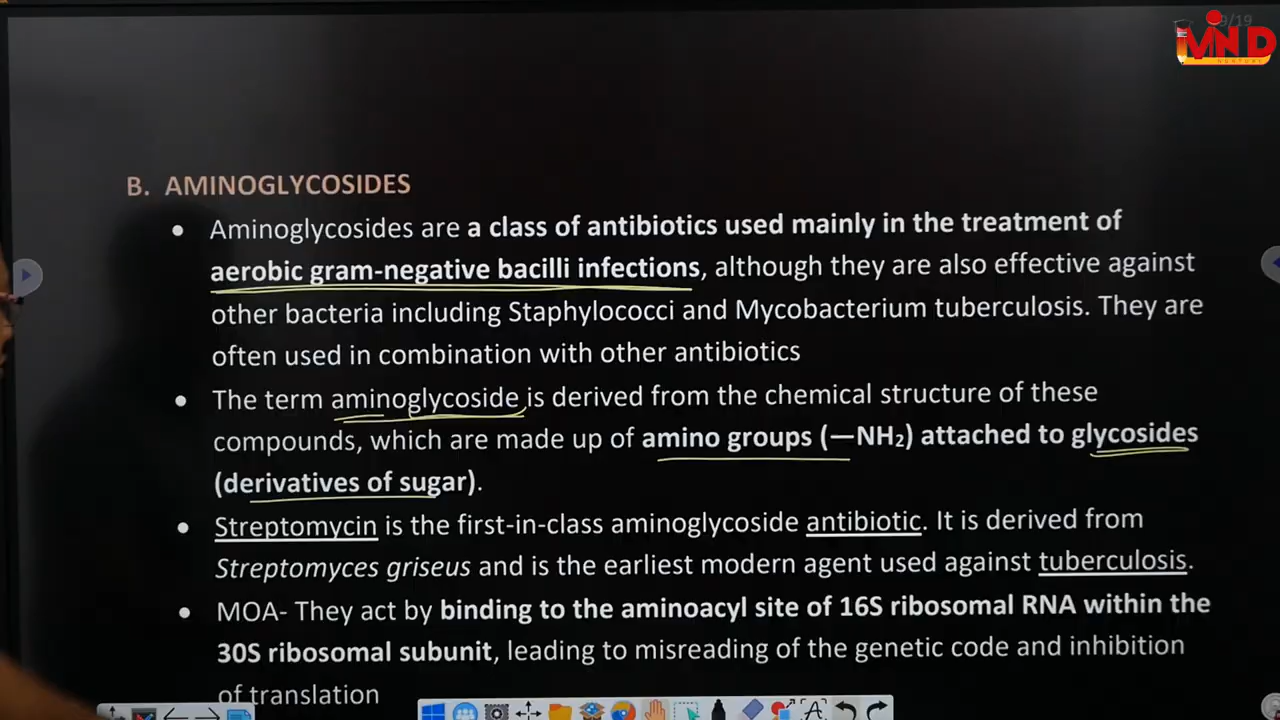 9/19
MIND
NURTURE
B. AMINOGLYCOSIDES
• Aminoglycosides are a class of antibiotics used mainly in the treatment of
aerobic gram-negative bacilli infections, although they are also effective against
other bacteria including Staphylococci and Mycobacterium tuberculosis. They are
often used in combination with other antibiotics
• The term aminoglycoside is derived from the chemical structure of these
compounds, which are made up of amino groups (—NH₂) attached to glycosides
(derivatives of sugar).
• Streptomycin is the first-in-class aminoglycoside antibiotic. It is derived from
Streptomyces griseus and is the earliest modern agent used against tuberculosis.
• MOA- They act by binding to the aminoacyl site of 16S ribosomal RNA within the
30S ribosomal subunit, leading to misreading of the genetic code and inhibition
of translation